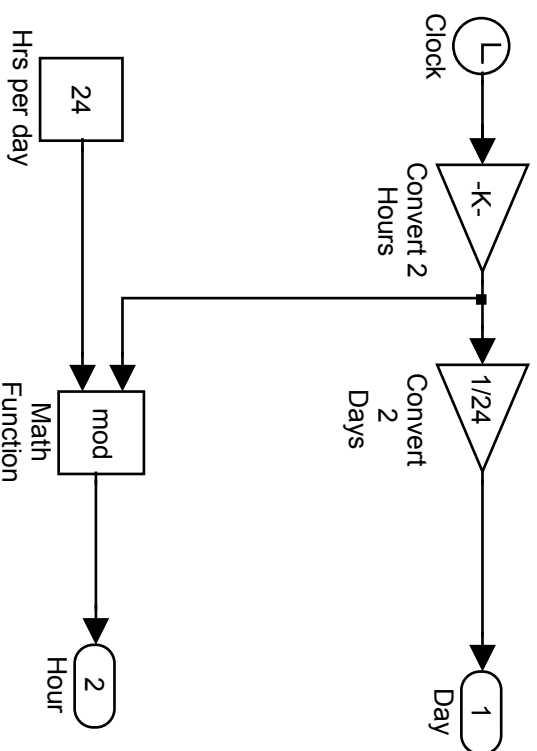 Clock
-K-
Convert 2
Hours
1/24
Convert
2
Days
1
Day
24
Hrs per day
mod
Math
Function
2
Hour